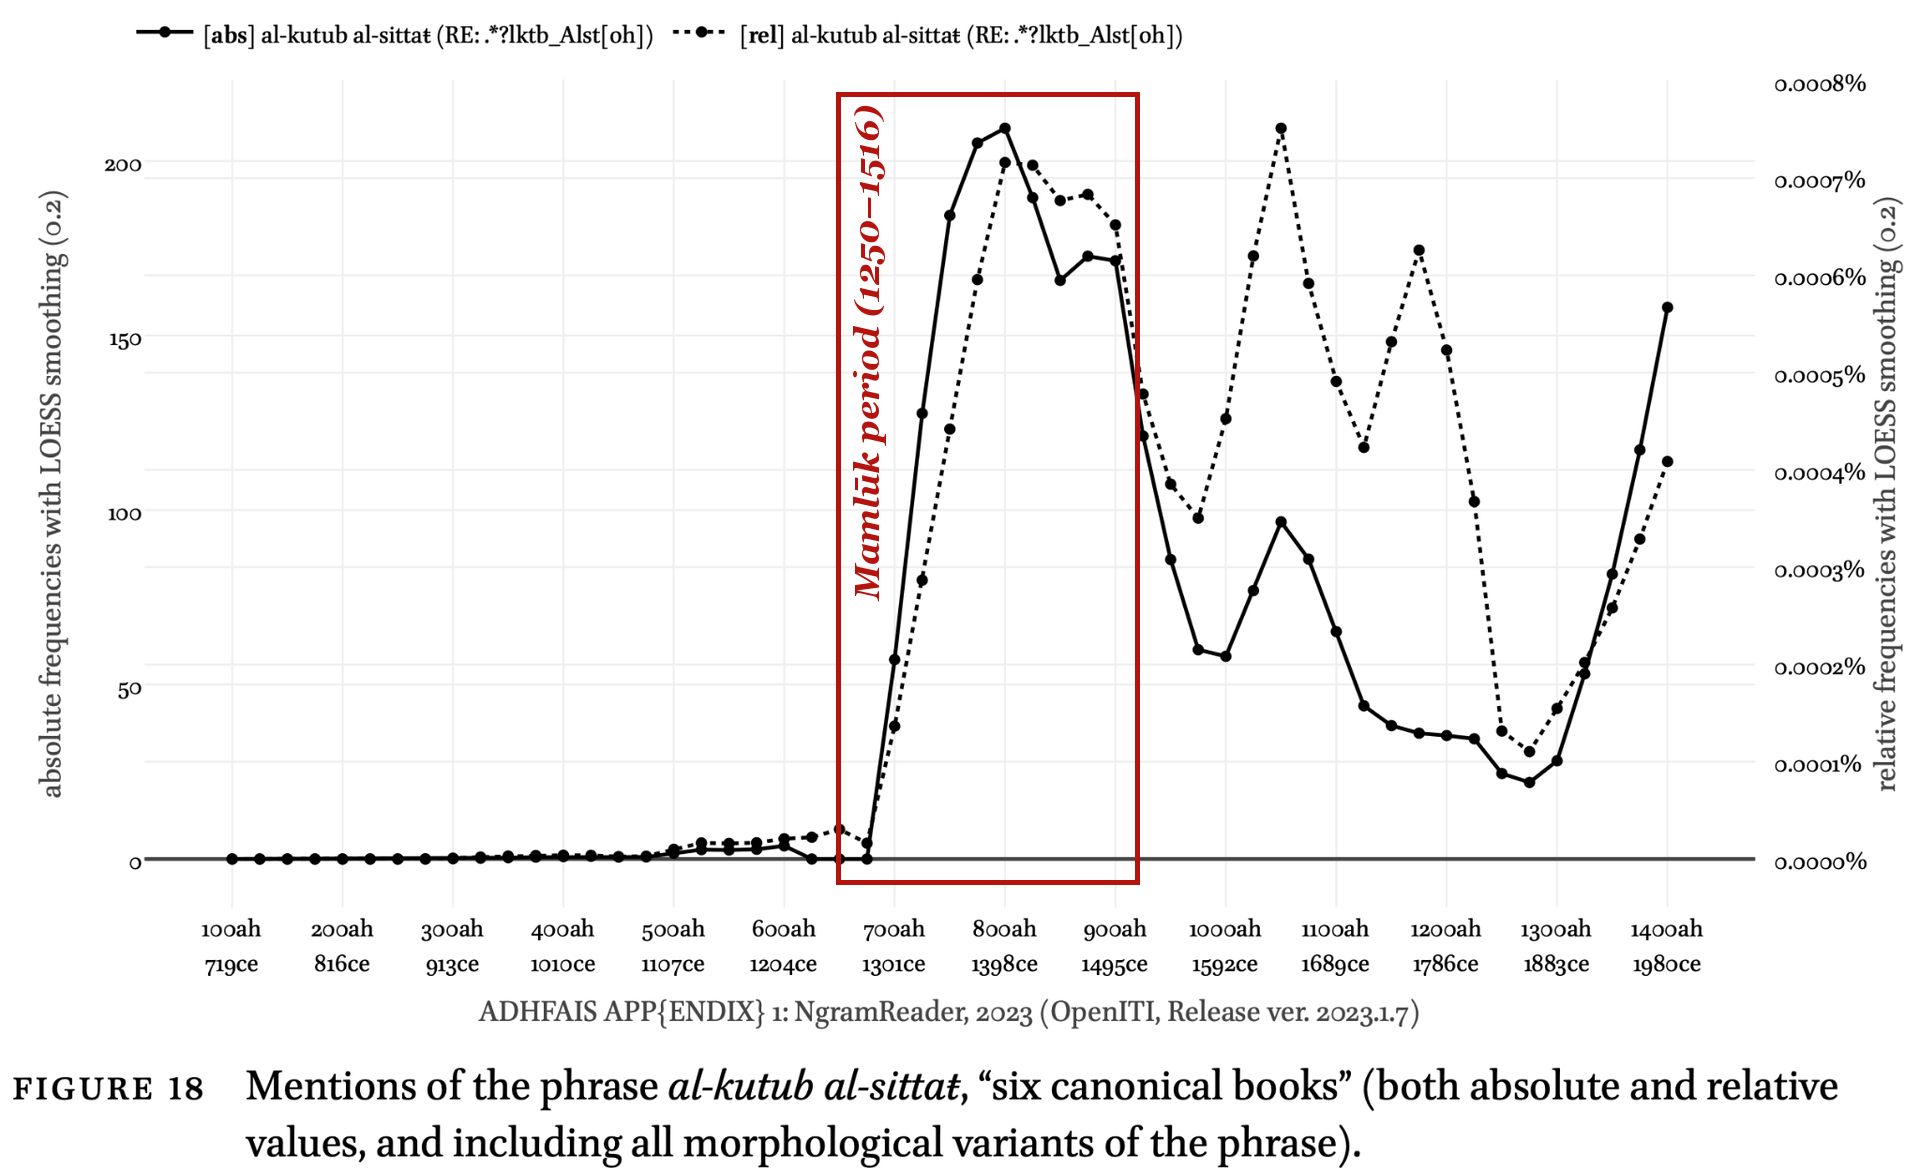 [abs] al-kutub al-sittaŧ (RE: .*?lktb_Alst[oh]) [rel] al-kutub al-sittaŧ (RE: .*?lktb_Alst[oh])
absolute frequencies with LOESS smoothing (0.2)
200
150
100
50
0
Mamlūk period (1250–1516)
0.0008%
0.0007%
0.0006%
0.0005%
0.0004%
0.0003%
0.0002%
0.0001%
0.0000%
relative frequencies with LOESS smoothing (0.2)
100ah 200ah 300ah 400ah 500ah 600ah 700ah 800ah 900ah 1000ah 1100ah 1200ah 1300ah 1400ah
719ce 816ce 913ce 1010ce 1107ce 1204ce 1301ce 1398ce 1495ce 1592ce 1689ce 1786ce 1883ce 1980ce
ADHFAIS APP{ENDIX} 1: NgramReader, 2023 (OpenITI, Release ver. 2023.1.7)
FIGURE 18 Mentions of the phrase al-kutub al-sittaŧ, “six canonical books” (both absolute and relative
values, and including all morphological variants of the phrase).